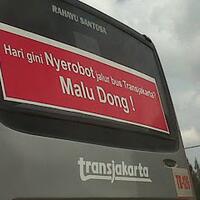 RAHAYU SANTOSA
Hari gini Nyerobot jalur bus Transjakarta?
Malu Dong !
transjakarta